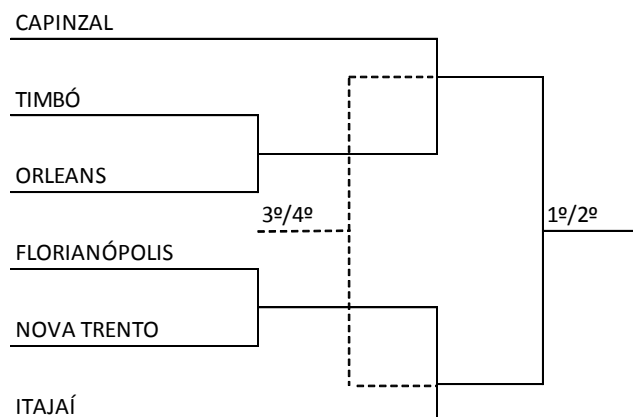 CAPINZAL
TIMBÓ
ORLEANS
3º/4º
1º/2º
FLORIANÓPOLIS
NOVA TRENTO
ITAJAÍ